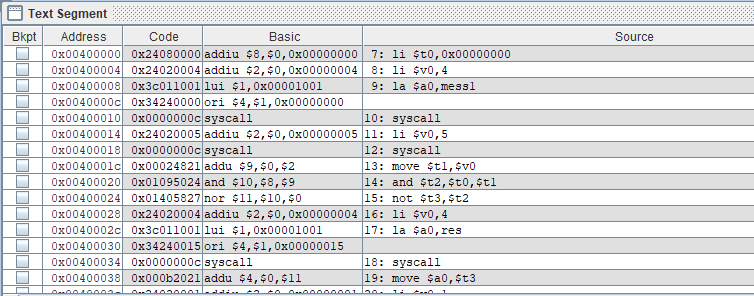 Text Segment
Bkpt Address Code Basic Source
0x00400000 0x24080000 addiu $8,$0,0x00000000 7: li $t0,0x00000000
0x00400004 0x24020004 addiu $2,$0,0x00000004 8: li $v0,4
0x00400008 0x3c011001 lui $1,0x00001001 9: la $a0,mess1
0x0040000c 0x34240000 ori $4,$1,0x00000000
0x00400010 0x0000000c syscall 10: syscall
0x00400014 0x24020005 addiu $2,$0,0x00000005 11: li $v0,5
0x00400018 0x0000000c syscall 12: syscall
0x0040001c 0x00024821 addu $9,$0,$2 13: move $t1,$v0
0x00400020 0x01095024 and $10,$8,$9 14: and $t2,$t0,$t1
0x00400024 0x01405827 nor $11,$10,$0 15: not $t3,$t2
0x00400028 0x24020004 addiu $2,$0,0x00000004 16: li $v0,4
0x0040002c 0x3c011001 lui $1,0x00001001 17: la $a0,res
0x00400030 0x34240015 ori $4,$1,0x00000015
0x00400034 0x0000000c syscall 18: syscall
0x00400038 0x000b2021 addu $4,$0,$11 19: move $a0,$t3